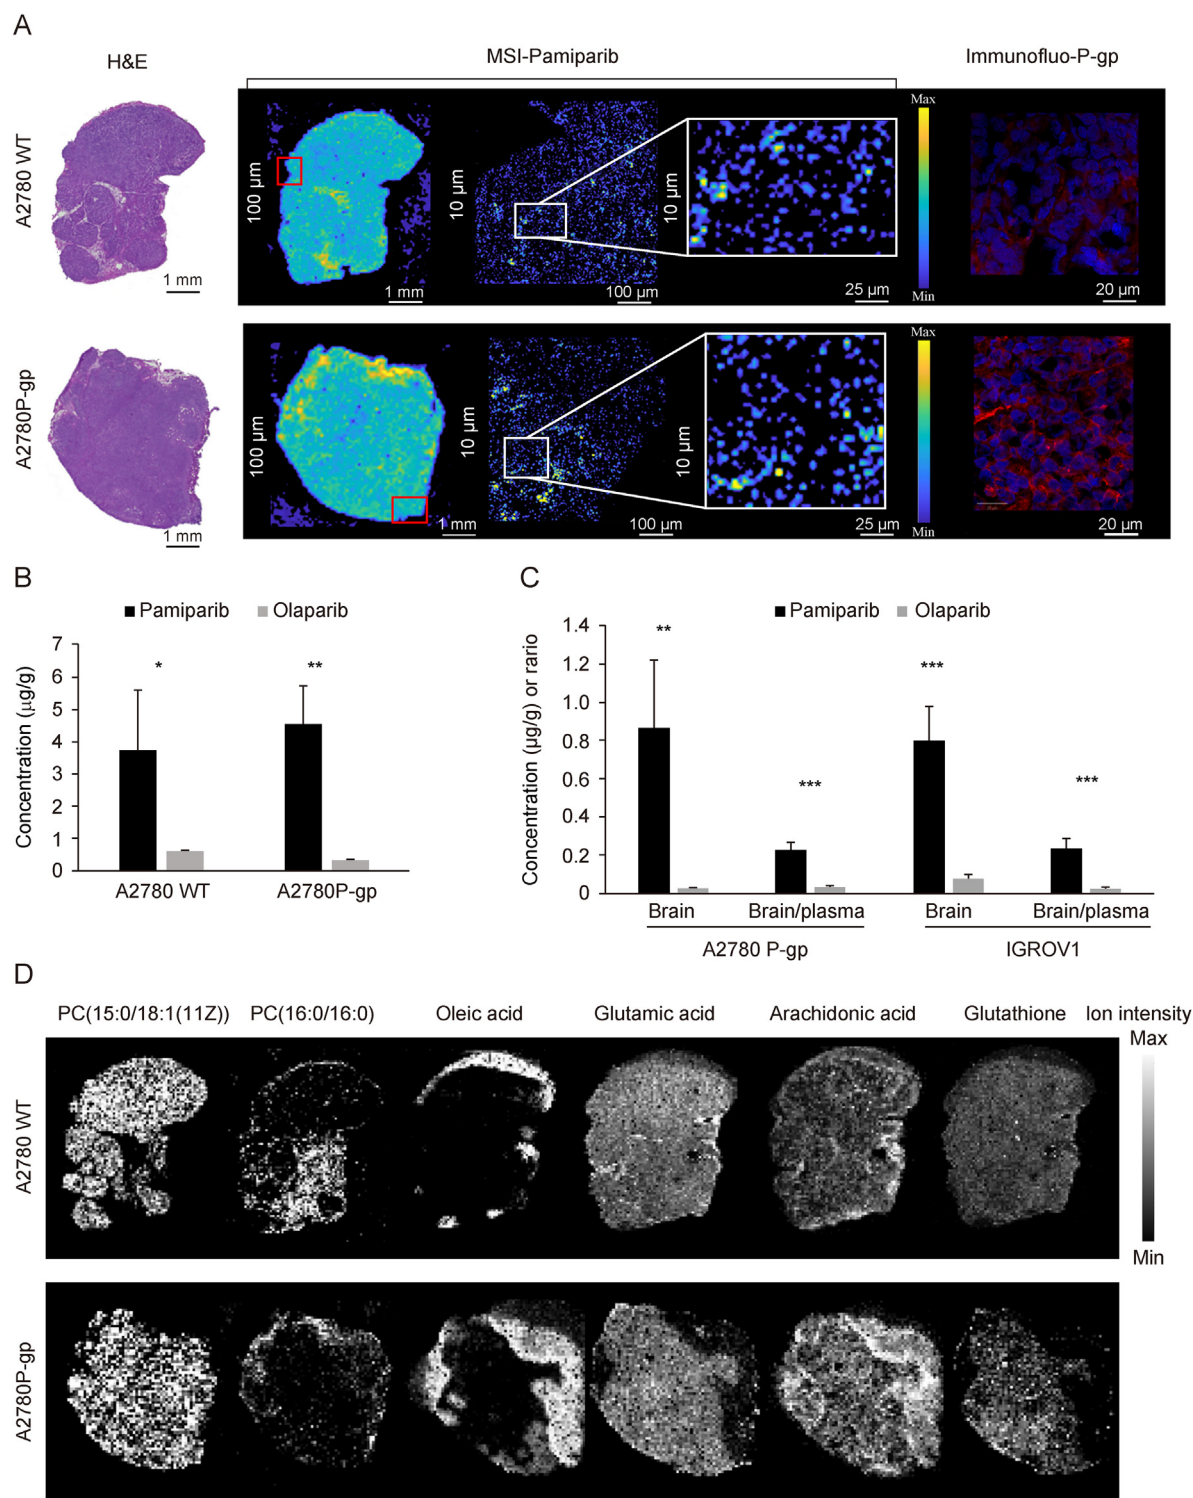 A
H&E
MSI-Pamiparib
Immunofluo-P-gp
A2780 WT
1 mm
100 µm
1 mm
10 µm
100 µm
10 µm
25 µm
Max
Min
20 µm
A2780P-gp
1 mm
100 µm
1 mm
10 µm
100 µm
10 µm
25 µm
Max
Min
20 µm
B
Pamiparib Olaparib
Concentration (µg/g)
7
6
5
4
3
2
1
0
* **
A2780 WT A2780P-gp
C
Pamiparib Olaparib
Concentration (µg/g) or rario
1.4
1.2
1.0
0.8
0.6
0.4
0.2
0
** *** *** ***
Brain Brain/plasma Brain Brain/plasma
A2780 P-gp IGROV1
D
PC(15:0/18:1(11Z)) PC(16:0/16:0) Oleic acid Glutamic acid Arachidonic acid Glutathione Ion intensity
Max
Min
A2780 WT
A2780P-gp